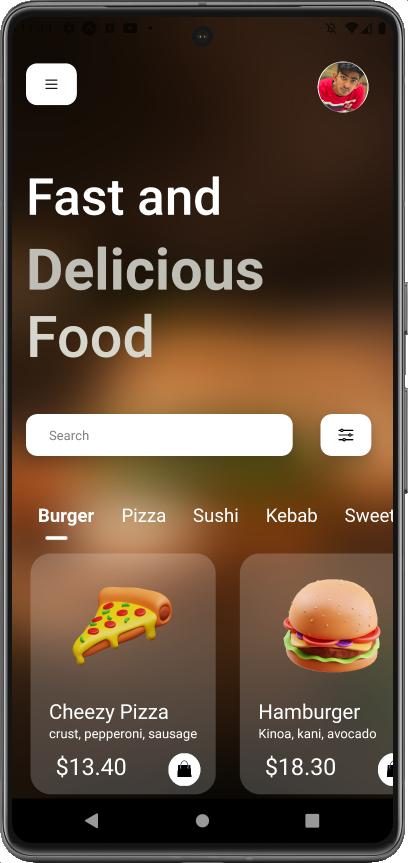 Fast and
Delicious
Food
Search
Burger Pizza Sushi Kebab Sweet
Cheezy Pizza
crust, pepperoni, sausage
$13.40
Hamburger
Kinoa, kani, avocado
$18.30